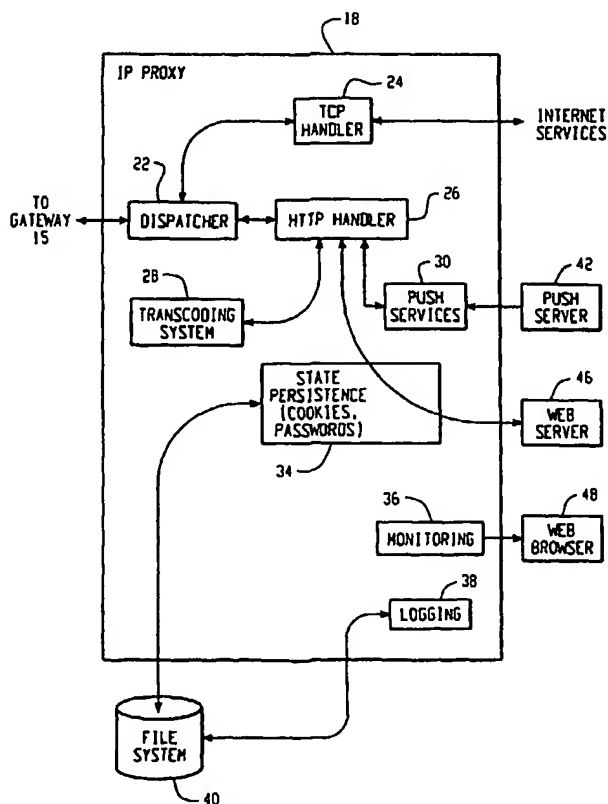 18
IP PROXY
24
TCP
HANDLER
INTERNET
SERVICES
22
26
TO
GATEWAY
15
DISPATCHER
HTTP HANDLER
28
30
42
TRANSCODING
SYSTEM
PUSH
SERVICES
PUSH
SERVER
STATE
PERSISTENCE
(COOKIES,
PASSWORDS)
34
46
WEB
SERVER
36
48
MONITORING
WEB
BROWSER
38
LOGGING
FILE
SYSTEM
40